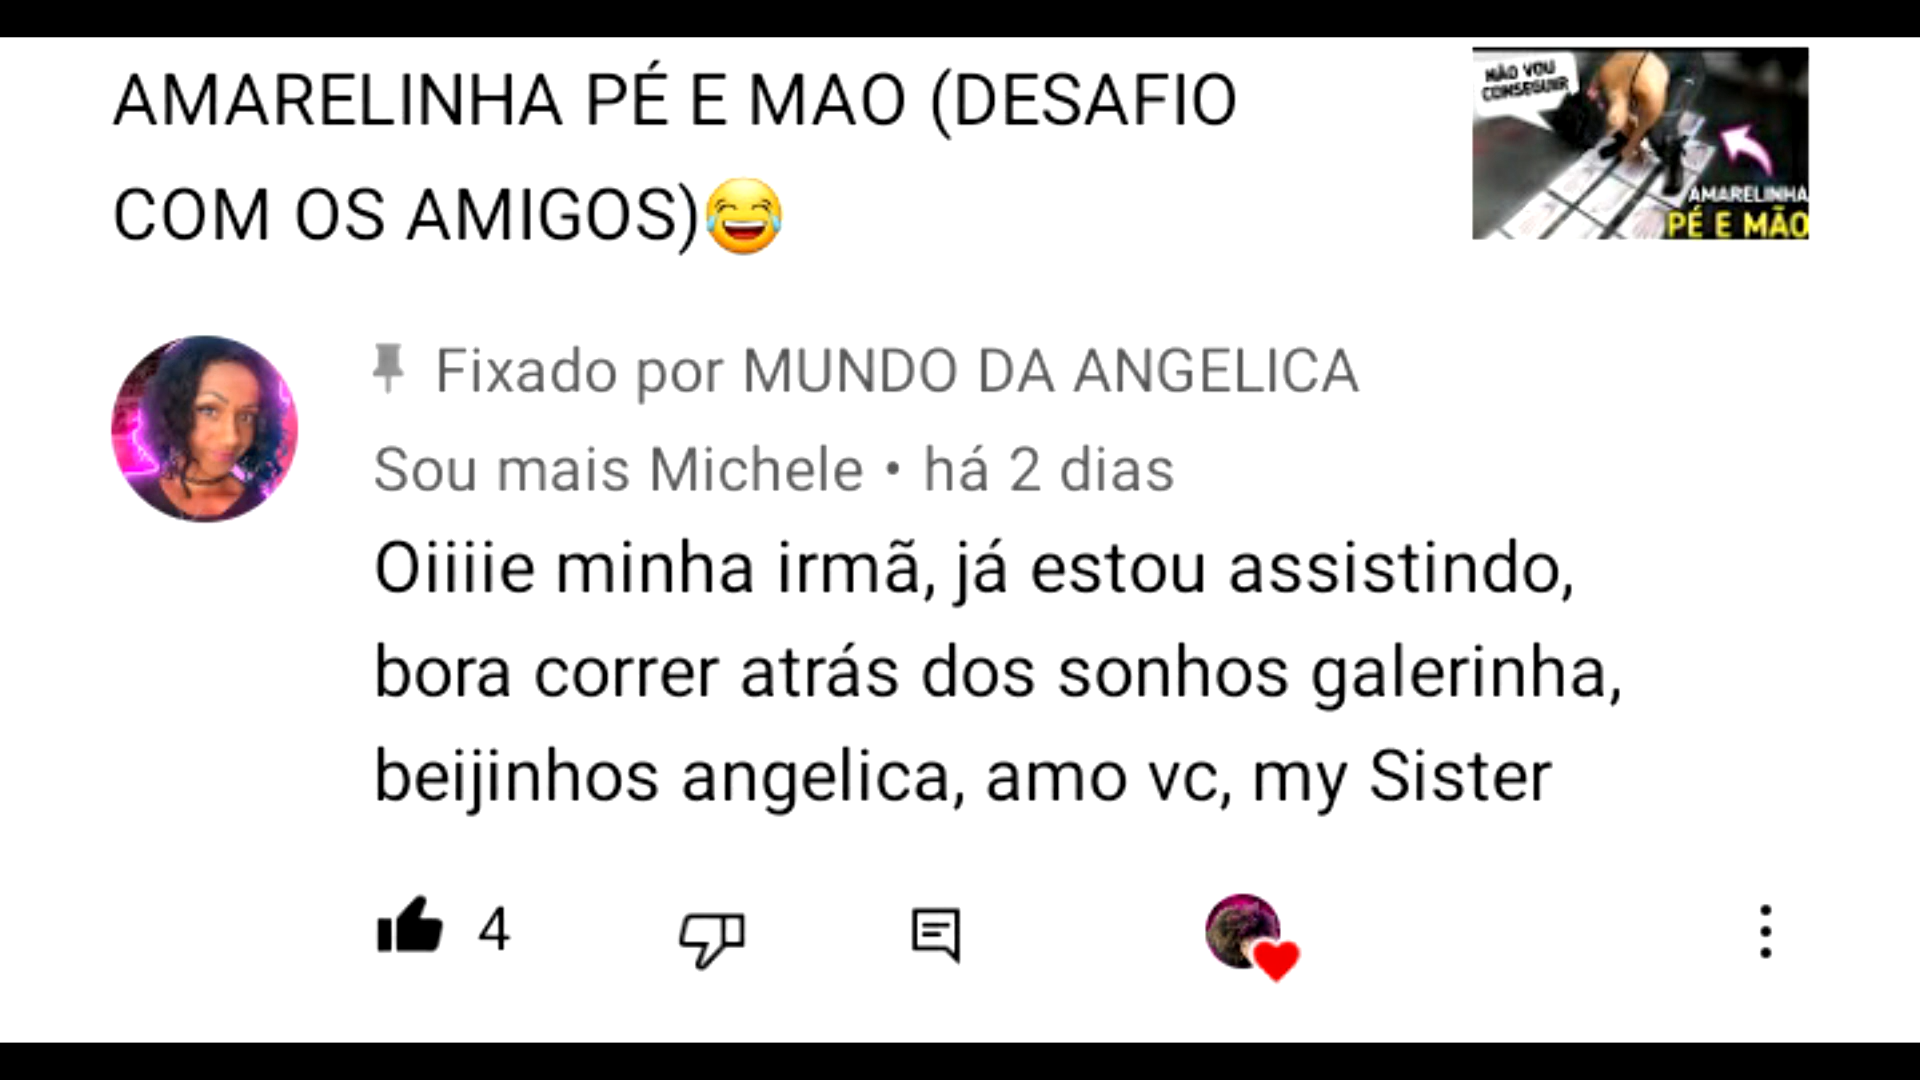 AMARELINHA PÉ E MAO (DESAFIO
COM OS AMIGOS)😂
NÃO VOU
CONSEGUIR
AMARELINHA
PÉ E MÃO
Fixado por MUNDO DA ANGELICA
Sou mais Michele • há 2 dias
Oiiiie minha irmã, já estou assistindo,
bora correr atrás dos sonhos galerinha,
beijinhos angelica, amo vc, my Sister
4